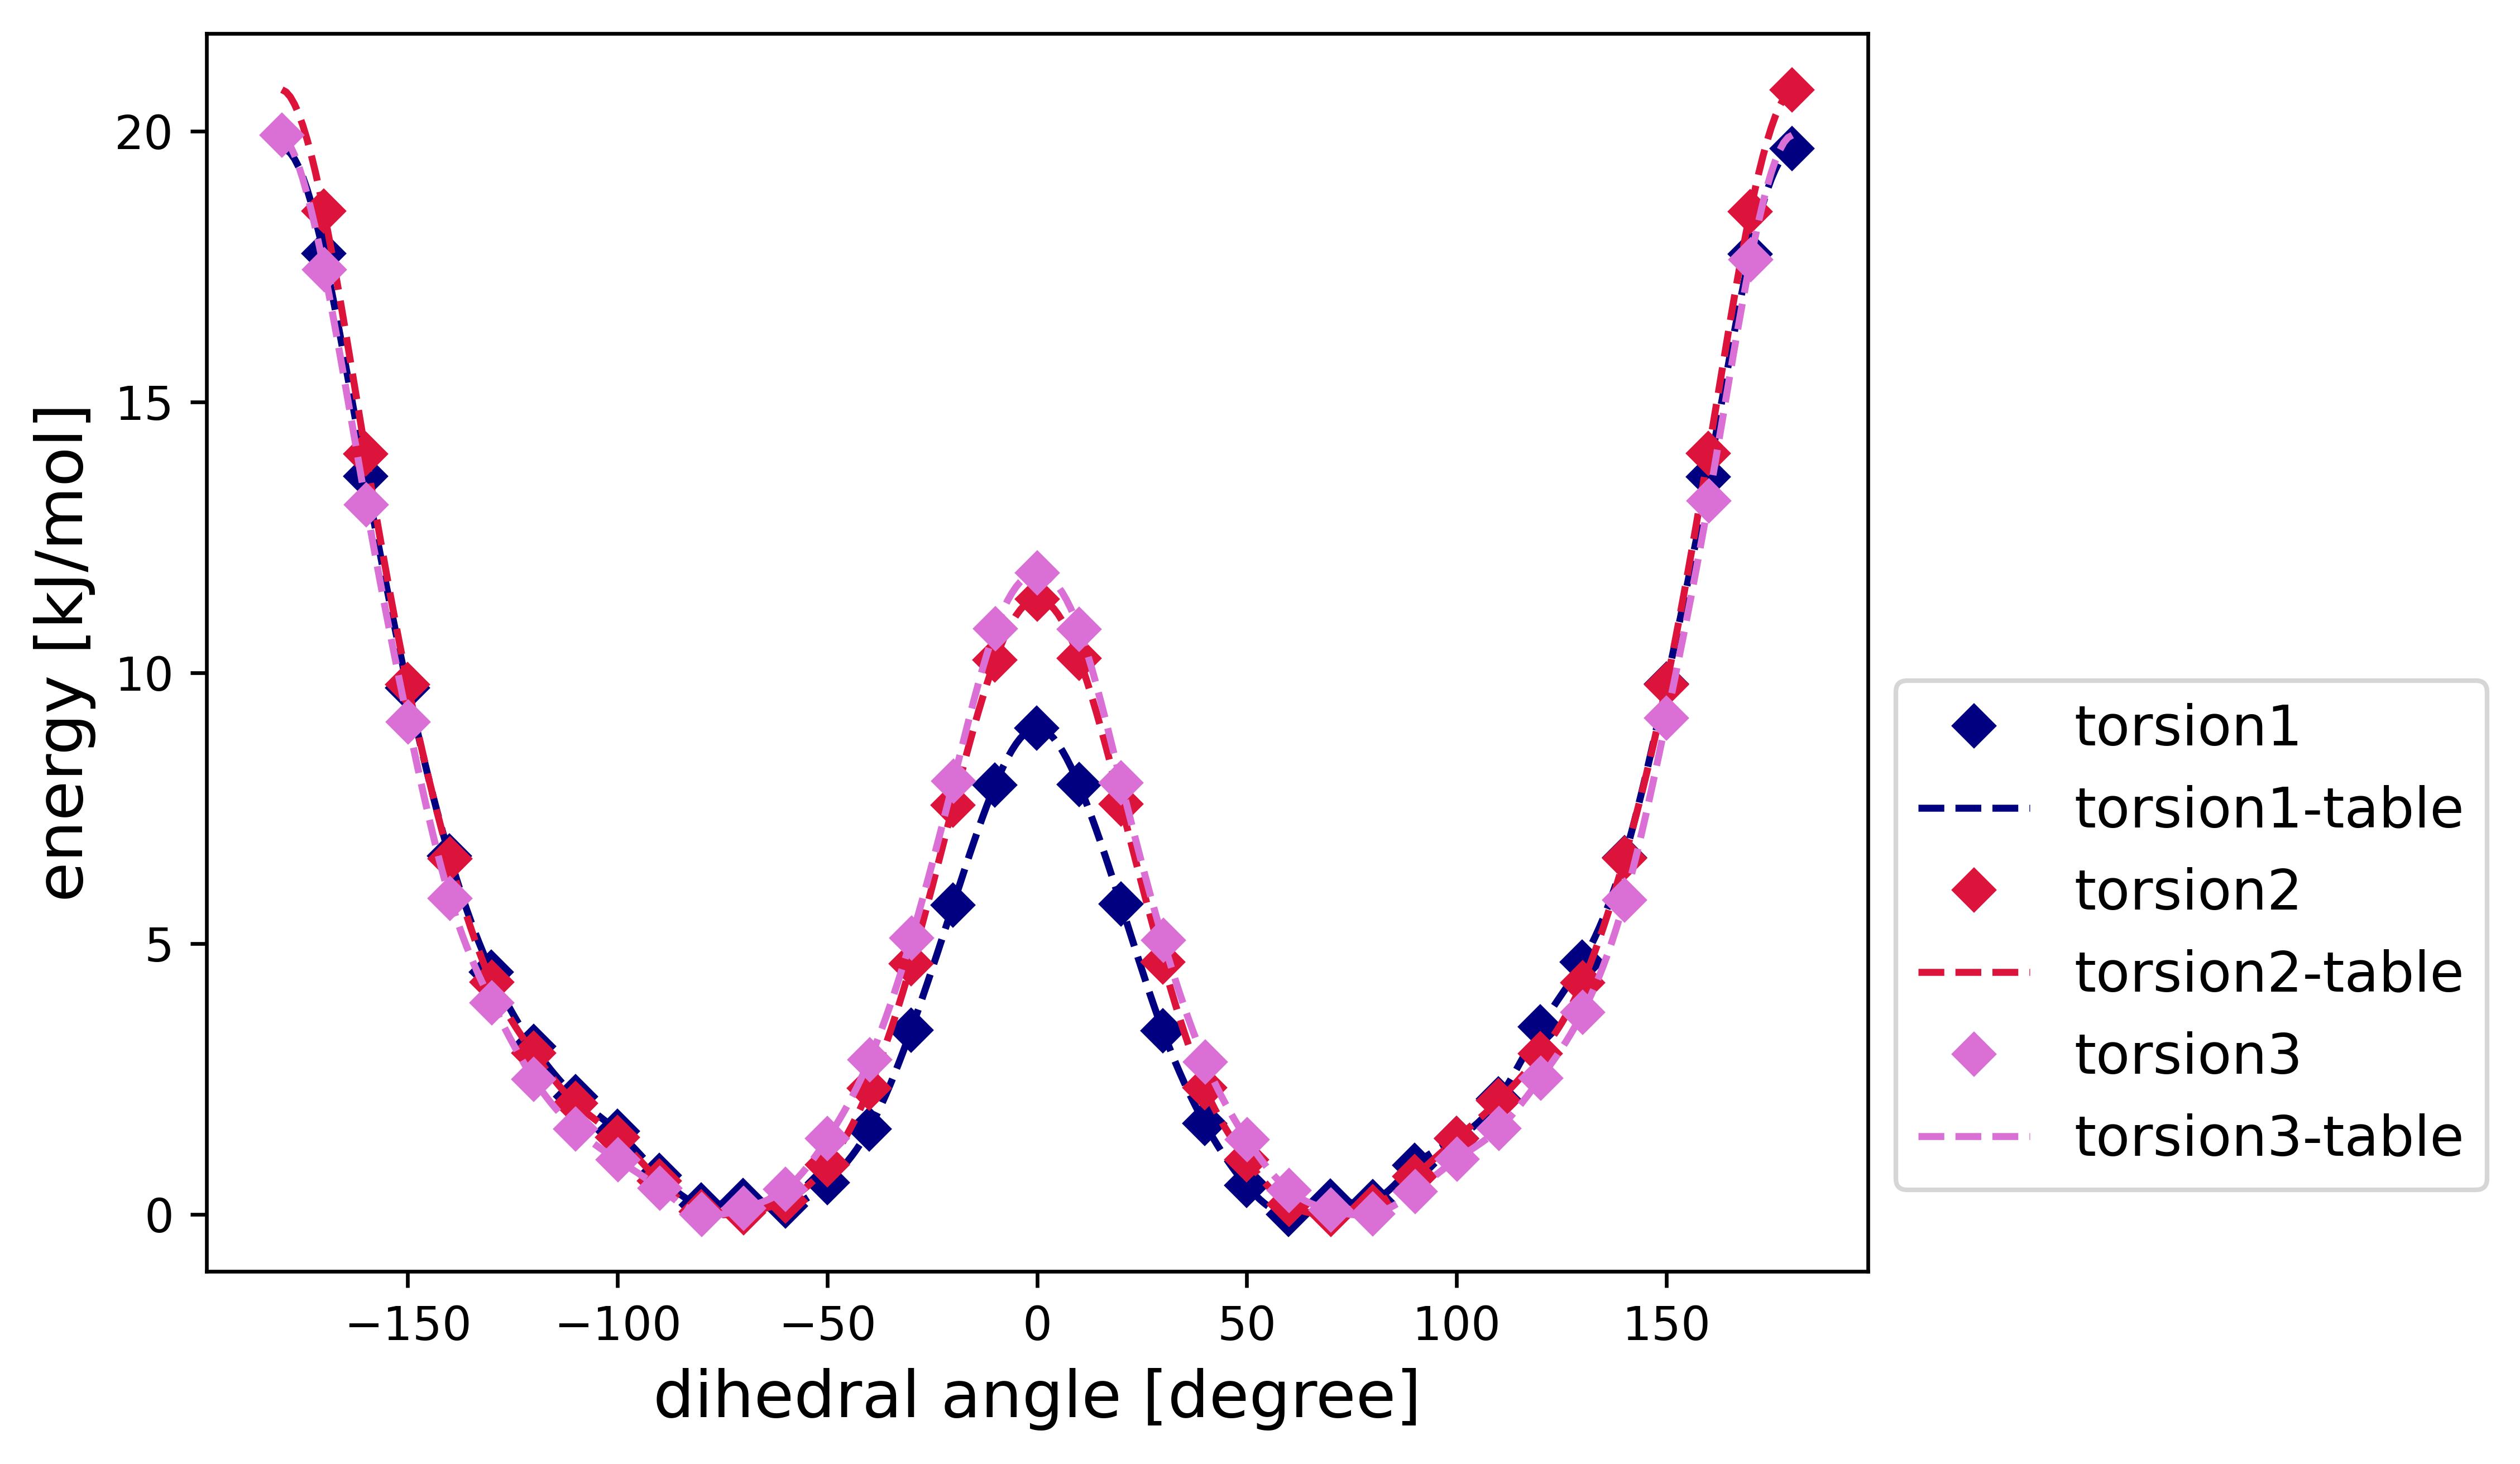 energy [kJ/mol]
20
15
10
5
0
−150
−100
−50
0
50
100
150
dihedral angle [degree]
torsion1
torsion1-table
torsion2
torsion2-table
torsion3
torsion3-table